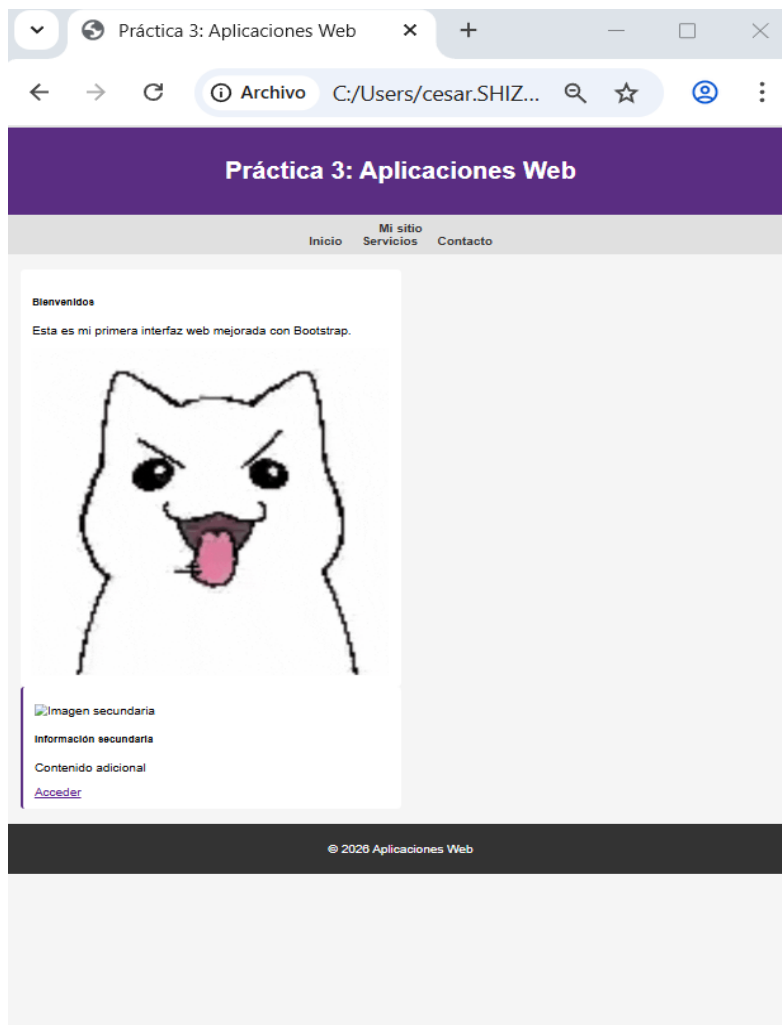 Práctica 3: Aplicaciones Web
Archivo C:/Users/cesar.SHIZ...
Práctica 3: Aplicaciones Web
Mi sitio
Inicio Servicios Contacto
Bienvenidos
Esta es mi primera interfaz web mejorada con Bootstrap.
Imagen secundaria
Información secundaria
Contenido adicional
Acceder
© 2026 Aplicaciones Web